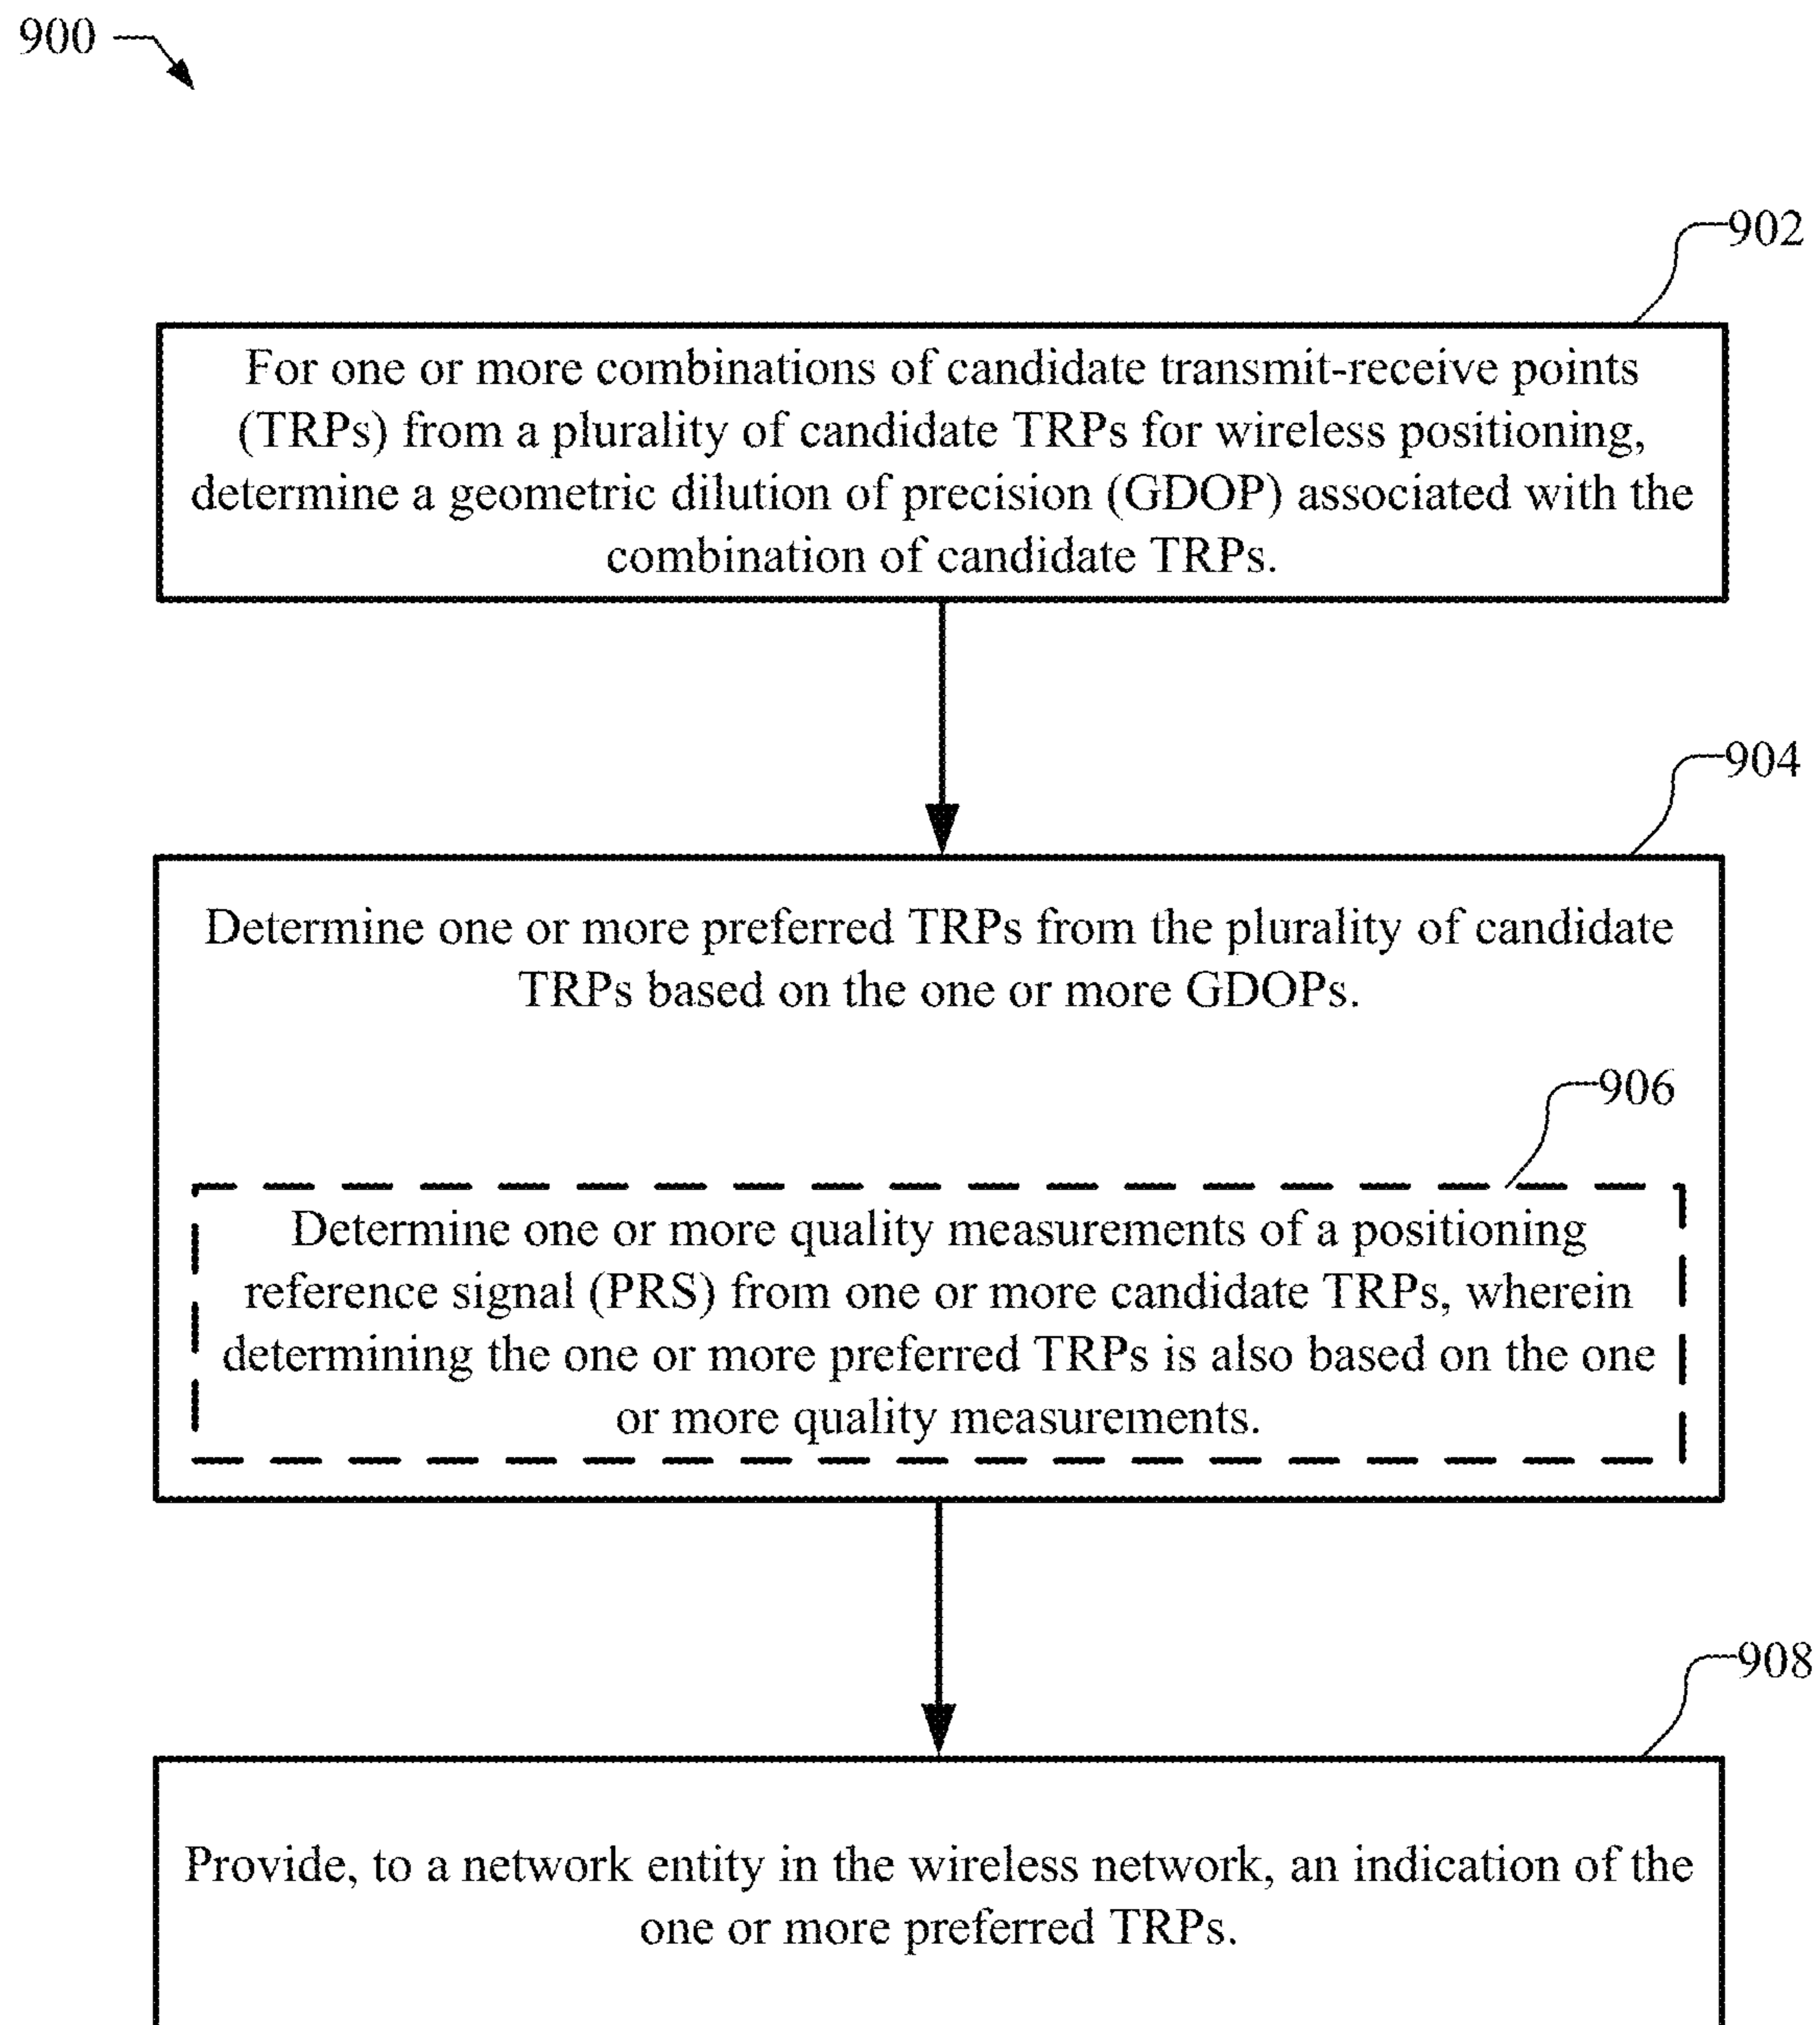 900
902
For one or more combinations of candidate transmit-receive points
(TRPs) from a plurality of candidate TRPs for wireless positioning,
determine a geometric dilution of precision (GDOP) associated with the
combination of candidate TRPs.
904
Determine one or more preferred TRPs from the plurality of candidate
TRPs based on the one or more GDOPs.
906
Determine one or more quality measurements of a positioning
reference signal (PRS) from one or more candidate TRPs, wherein
determining the one or more preferred TRPs is also based on the one
or more quality measurements.
908
Provide, to a network entity in the wireless network, an indication of the
one or more preferred TRPs.